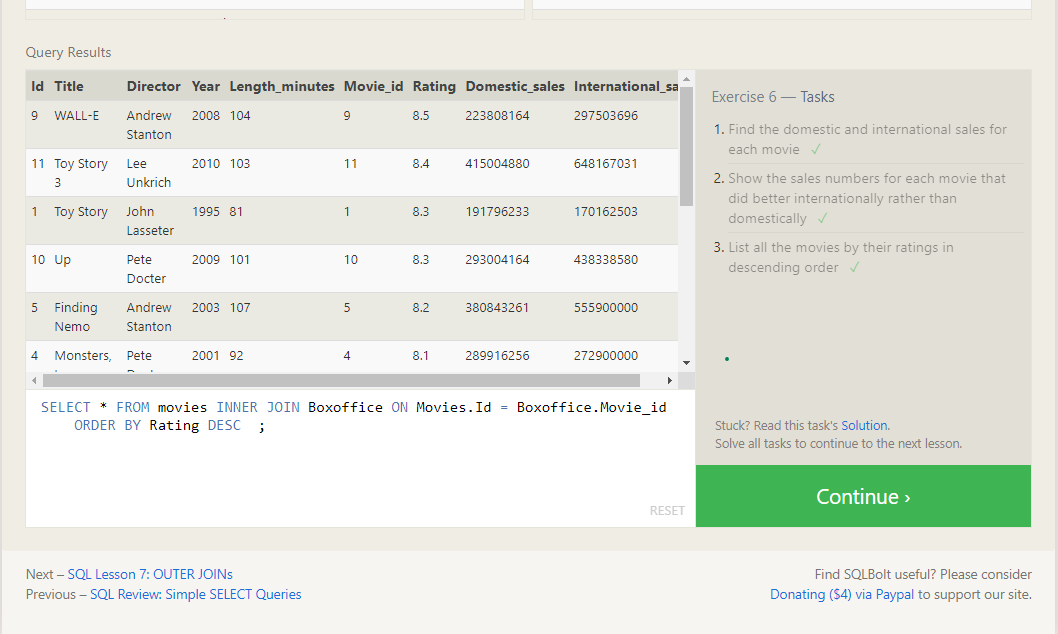 Query Results
Id Title Director Year Length_minutes Movie_id Rating Domestic_sales International_sa
9 WALL-E Andrew 2008 104 9 8.5 223808164 297503696
Stanton
11 Toy Story Lee 2010 103 11 8.4 415004880 648167031
3 Unkrich
1 Toy Story John 1995 81 1 8.3 191796233 170162503
Lasseter
10 Up Pete 2009 101 10 8.3 293004164 438338580
Docter
5 Finding Andrew 2003 107 5 8.2 380843261 555900000
Nemo Stanton
4 Monsters, Pete 2001 92 4 8.1 289916256 272900000
SELECT * FROM movies INNER JOIN Boxoffice ON Movies.Id = Boxoffice.Movie_id
ORDER BY Rating DESC ;
RESET
Exercise 6 — Tasks
1. Find the domestic and international sales for
each movie ✓
2. Show the sales numbers for each movie that
did better internationally rather than
domestically ✓
3. List all the movies by their ratings in
descending order ✓
Stuck? Read this task's Solution.
Solve all tasks to continue to the next lesson.
Continue ›
Next – SQL Lesson 7: OUTER JOINs
Previous – SQL Review: Simple SELECT Queries
Find SQLBolt useful? Please consider
Donating ($4) via Paypal to support our site.